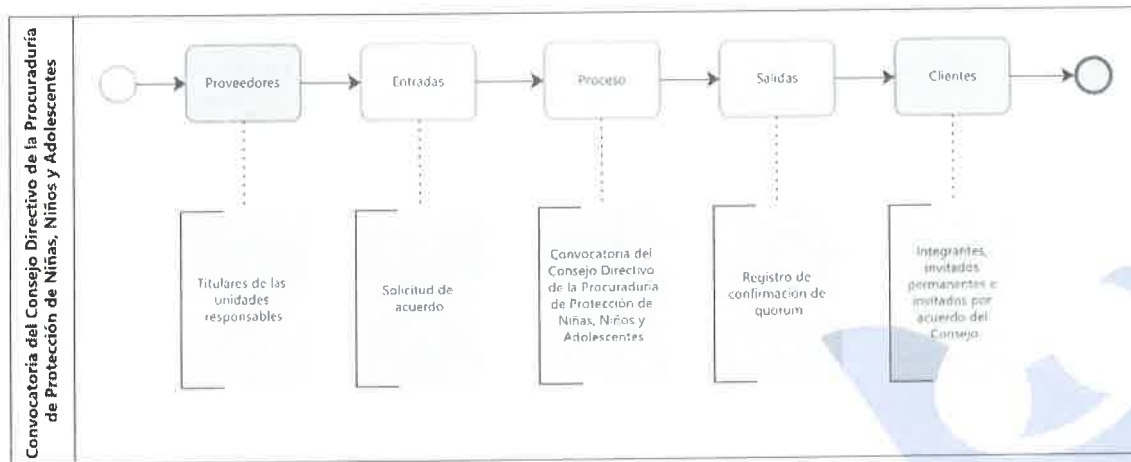 Convocatoria del Consejo Directivo de la Procuraduría
de Protección de Niñas, Niños y Adolescentes
Proveedores
Entradas
Proceso
Salidas
Clientes
Titulares de las
unidades
responsables
Solicitud de
acuerdo
Convocatoria del
Consejo Directivo
de la Procuraduría
de Protección de
Niñas, Niños y
Adolescentes
Registro de
confirmación de
quorum
Integrantes,
invitados
permanentes e
invitados por
acuerdo del
Consejo